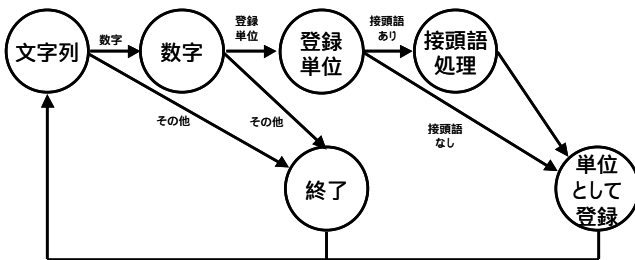 文字列
数字
数字
登録
単位
登録
単位
接頭語
あり
接頭語
処理
その他
その他
接頭語
なし
終了
単位
として
登録